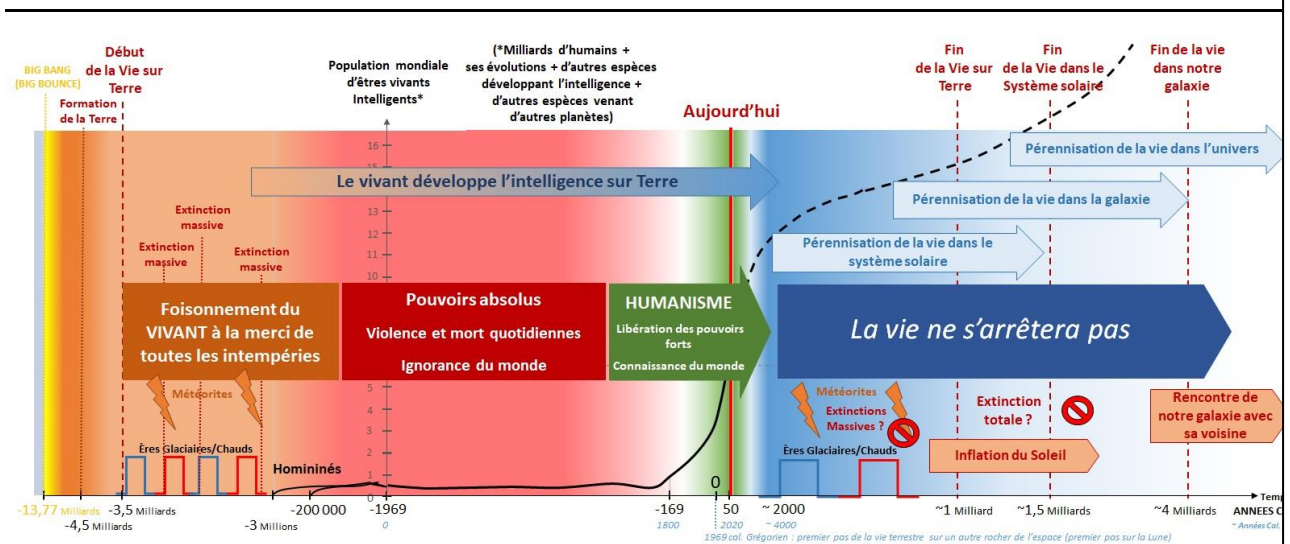 BIG BANG
(BIG BOUNCE)
Formation
de la Terre
Début
de la Vie sur
Terre
Population mondiale
d'êtres vivants
Intelligents*
(*Milliards d'humains +
ses évolutions + d'autres espèces
développant l'intelligence +
d'autres espèces venant
d'autres planètes)
Aujourd'hui
Fin
de la Vie sur
Terre
Fin
de la Vie dans le
Système solaire
Fin de la vie
dans notre
galaxie
16
13
12
11
10
5
4
3
2
1
0
Le vivant développe l'intelligence sur Terre
Pérennisation de la vie dans l'univers
Pérennisation de la vie dans la galaxie
Pérennisation de la vie dans le
système solaire
Extinction
massive
Extinction
massive
Extinction
massive
Foisonnement du
VIVANT à la merci de
toutes les intempéries
Pouvoirs absolus
Violence et mort quotidiennes
Ignorance du monde
HUMANISME
Libération des pouvoirs
forts
Connaissance du monde
La vie ne s'arrêtera pas
Météorites
Ères Glaciaires/Chauds
Homininés
0
Météorites
Extinctions
Massives ?
Ères Glaciaires/Chauds
Extinction
totale ?
Inflation du Soleil
Rencontre de
notre galaxie avec
sa voisine
-13,77 Milliards
-4,5 Milliards
-3,5 Milliards
-3 Millions
-200 000
-1969
0
-169
1800
50
2020
~ 2000
~ 4000
~1 Milliard
~1,5 Milliards
~4 Milliards
ANNEES
~ Années Cal.
1969 cal. Grégorien : premier pas de la vie terrestre sur un autre rocher de l'espace (premier pas sur la Lune)